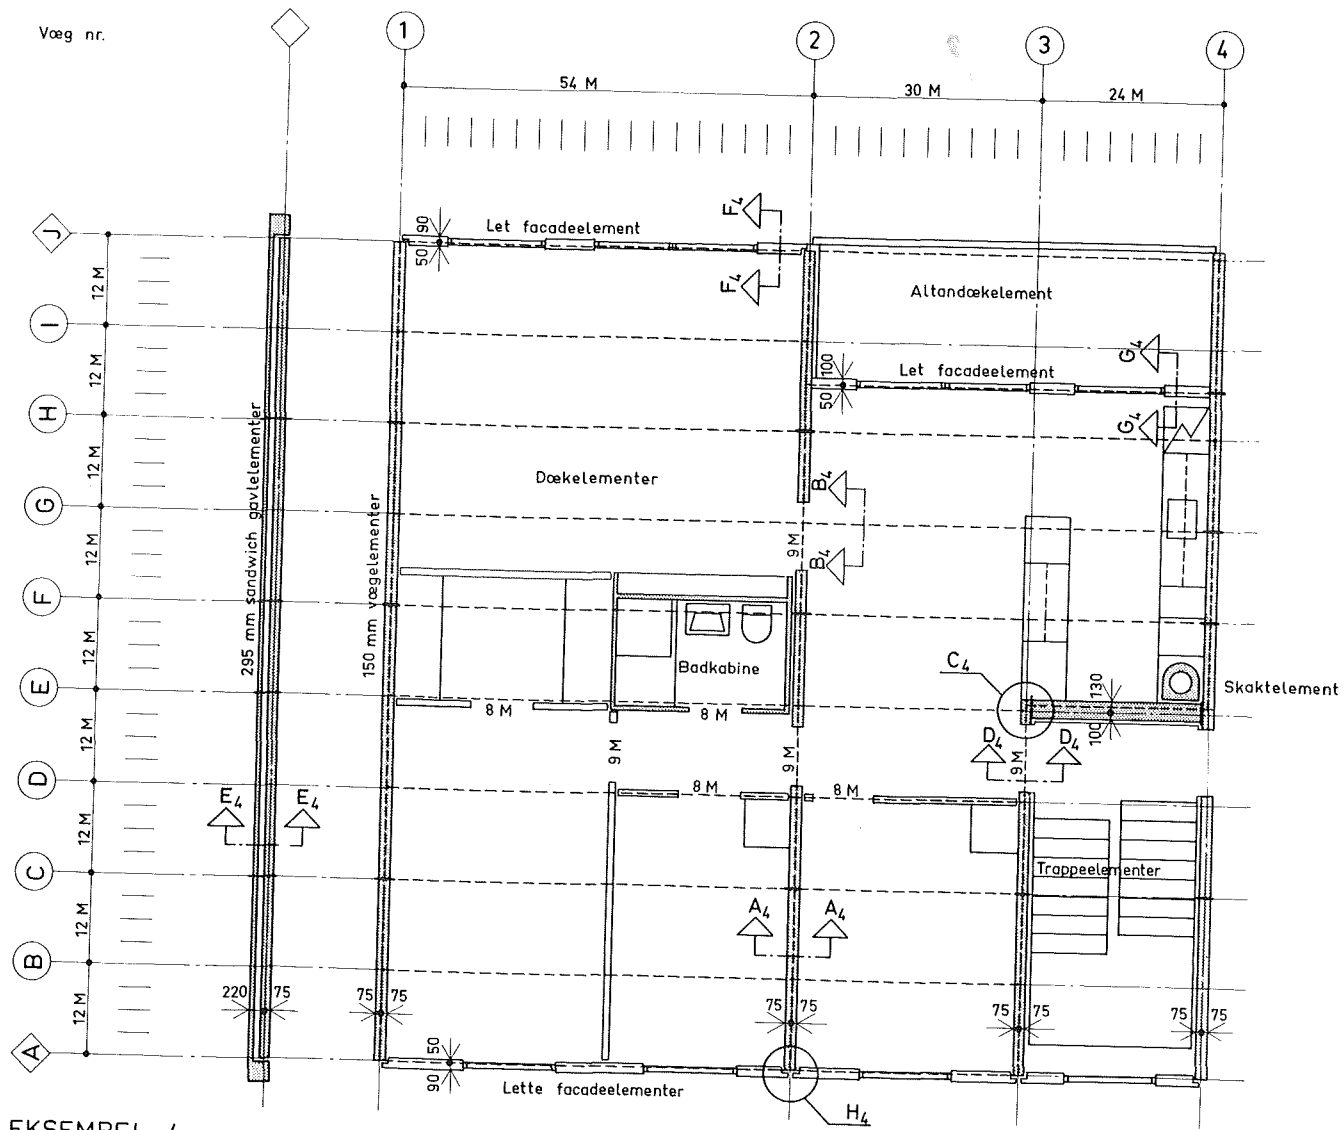 Væg nr.
1
2
3
4
54 M
30 M
24 M
J
I
H
G
F
E
D
C
B
A
12 M
12 M
12 M
12 M
12 M
12 M
12 M
12 M
12 M
Let facadeelement
90
50
F4
F4
Altandækelement
Let facadeelement
100
50
G4
G4
295 mm sandwich gavlelementer
150 mm vægelementer
Dækelementer
B4
B4
9 M
Badkabine
C4
Skaktelement
130
100
8 M
8 M
9 M
9 M
9 M
D4
D4
8 M
8 M
E4
E4
Trappeelementer
A4
A4
220
75
75
75
75
75
75
75
75
75
50
90
Lette facadeelementer
H4
EKSEMPEL 4